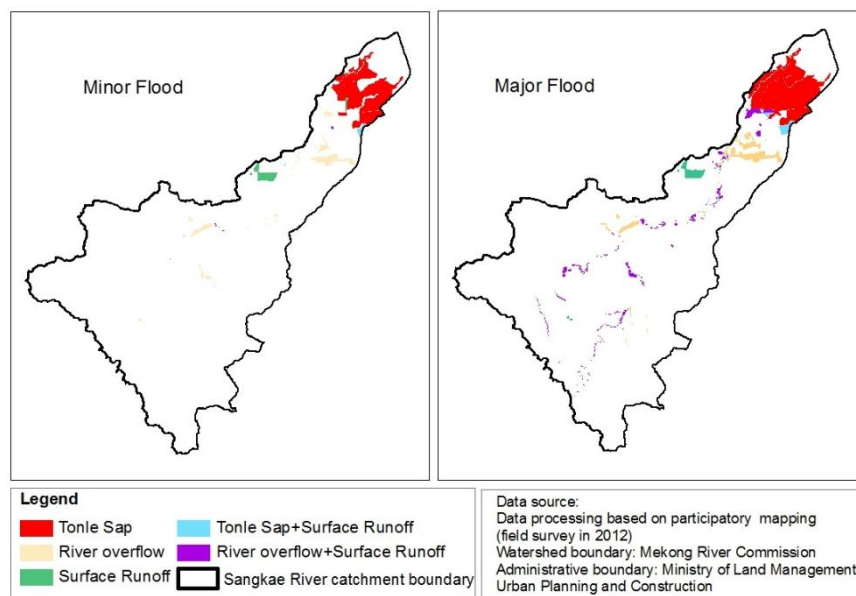 Minor Flood
Major Flood
Legend
Tonle Sap
River overflow
Surface Runoff
Tonle Sap+Surface Runoff
River overflow+Surface Runoff
Sangkae River catchment boundary
Data source:
Data processing based on participatory mapping
(field survey in 2012)
Watershed boundary: Mekong River Commission
Administrative boundary: Ministry of Land Management
Urban Planning and Construction